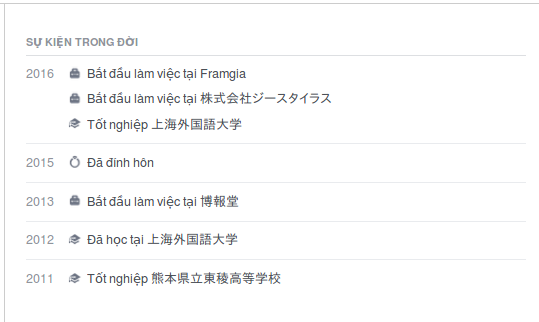 SỰ KIỆN TRONG ĐỜI
2016 Bắt đầu làm việc tại Framgia
Bắt đầu làm việc tại 株式会社ジースタイラス
Tốt nghiệp 上海外国語大学
2015 Đã đính hôn
2013 Bắt đầu làm việc tại 博報堂
2012 Đã học tại 上海外国語大学
2011 Tốt nghiệp 熊本県立東稜高等学校